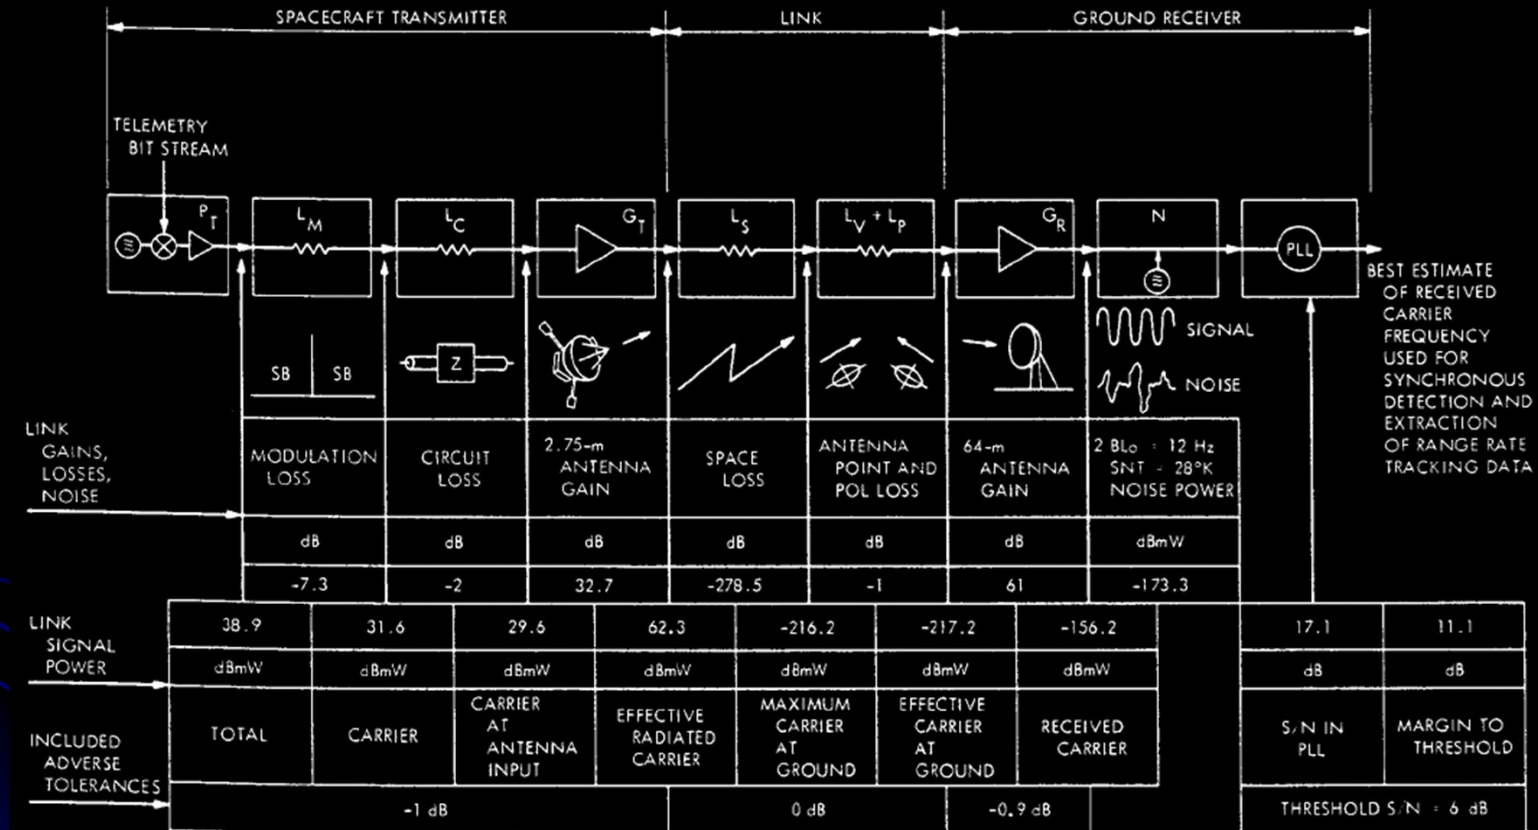 SPACECRAFT TRANSMITTER
LINK
GROUND RECEIVER
TELEMETRY
BIT STREAM
PT
LM
LC
GT
LS
LV + LP
GR
N
PLL
BEST ESTIMATE
OF RECEIVED
CARRIER
FREQUENCY
USED FOR
SYNCHRONOUS
DETECTION AND
EXTRACTION
OF RANGE RATE
TRACKING DATA
SB
SB
Z
SIGNAL
NOISE
LINK
GAINS,
LOSSES,
NOISE
MODULATION
LOSS
CIRCUIT
LOSS
2.75-m
ANTENNA
GAIN
SPACE
LOSS
ANTENNA
POINT AND
POL LOSS
64-m
ANTENNA
GAIN
2 BLo = 12 Hz
SNT = 28°K
NOISE POWER
dB
dB
dB
dB
dB
dB
dBmW
-7.3
-2
32.7
-278.5
-1
61
-173.3
LINK
SIGNAL
POWER
38.9
31.6
29.6
62.3
-216.2
-217.2
-156.2
17.1
11.1
dBmW
dBmW
dBmW
dBmW
dBmW
dBmW
dBmW
dB
dB
TOTAL
CARRIER
CARRIER
AT
ANTENNA
INPUT
EFFECTIVE
RADIATED
CARRIER
MAXIMUM
CARRIER
AT
GROUND
EFFECTIVE
CARRIER
AT
GROUND
RECEIVED
CARRIER
S/N IN
PLL
MARGIN TO
THRESHOLD
INCLUDED
ADVERSE
TOLERANCES
-1 dB
0 dB
-0.9 dB
THRESHOLD S/N = 6 dB